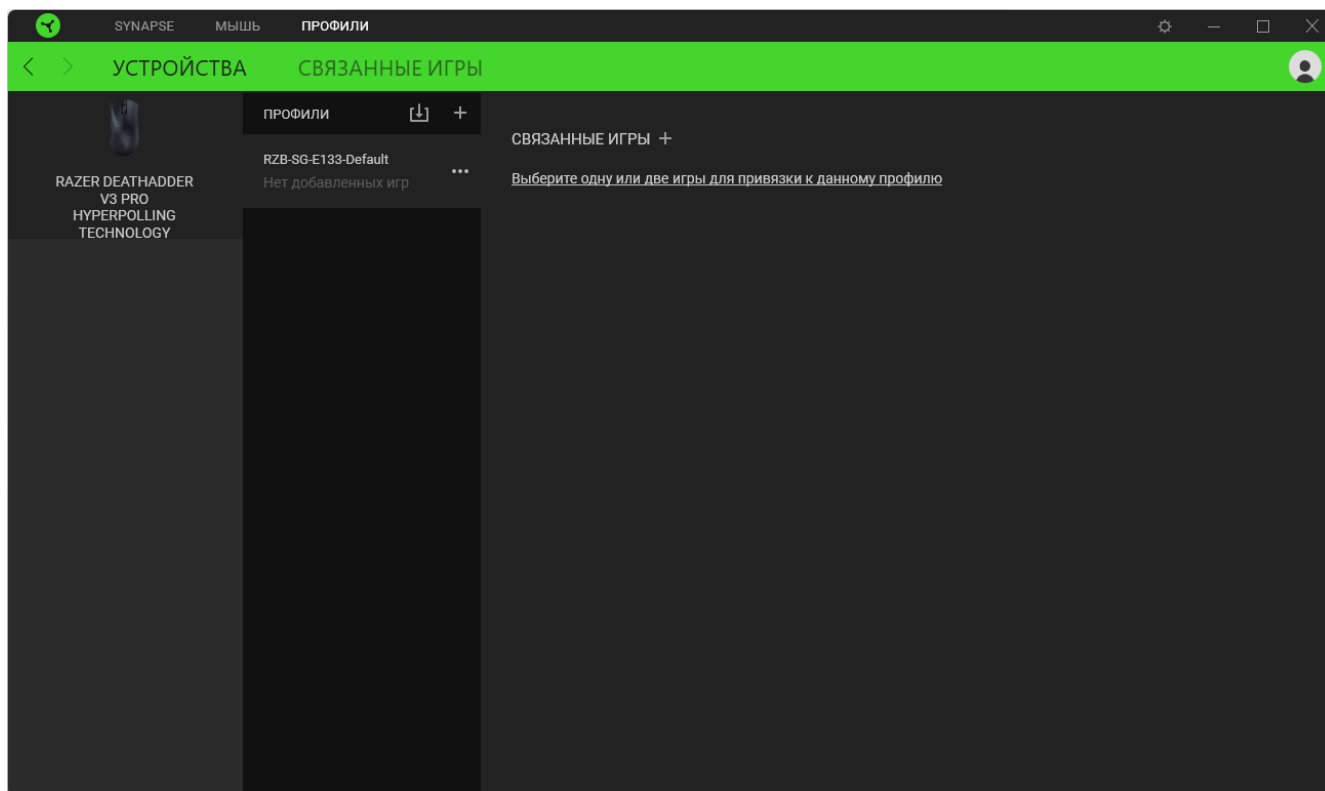 SYNAPSE МЫШЬ ПРОФИЛИ
УСТРОЙСТВА СВЯЗАННЫЕ ИГРЫ
RAZER DEATHADDER
V3 PRO
HYPERPOLLING
TECHNOLOGY
ПРОФИЛИ
RZB-SG-E133-Default
Нет добавленных игр
СВЯЗАННЫЕ ИГРЫ +
Выберите одну или две игры для привязки к данному профилю